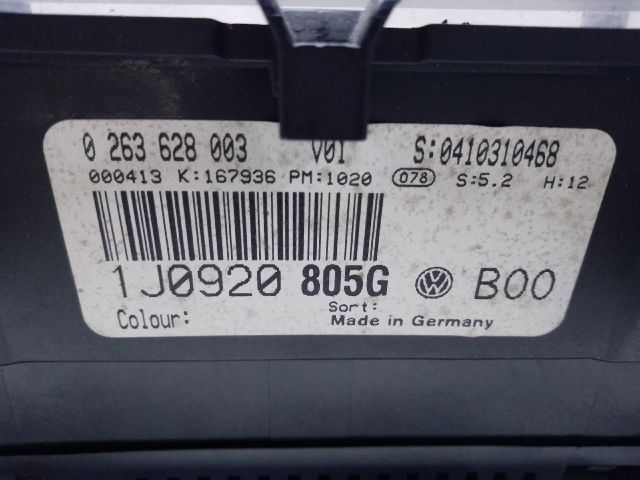 0 263 628 003 V01 S:0410310468
000413 K:167936 PM:1020 078 S:5.2 H:12
1J0920 805G VW B00
Sort:
Colour: Made in Germany